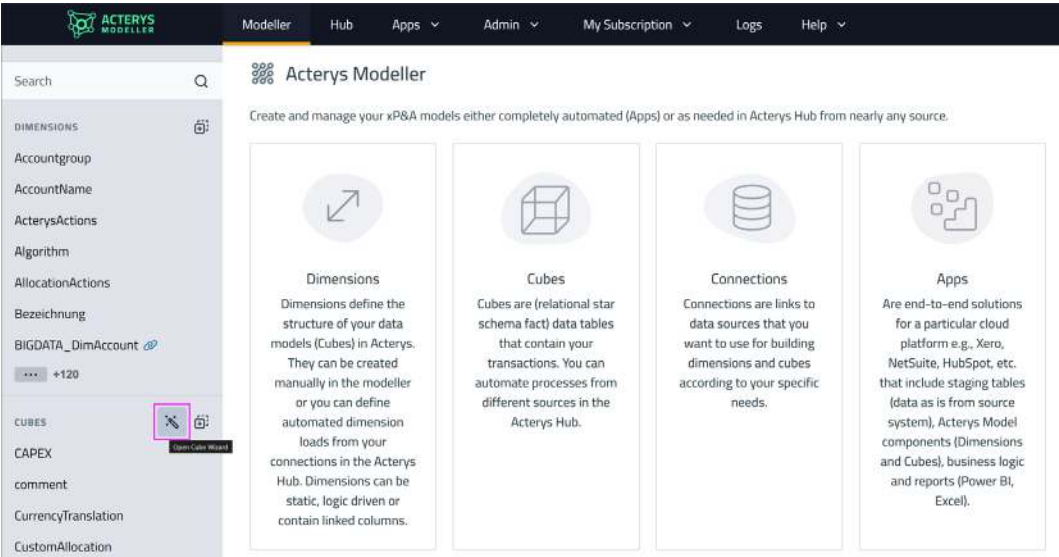 ACTERYS
MODELLER
Modeller
Hub
Apps
Admin
My Subscription
Logs
Help
Search
DIMENSIONS
Accountgroup
AccountName
ActerysActions
Algorithm
AllocationActions
Bezeichnung
BIGDATA_DimAccount
... +120
CUBES
Open Cube Wizard
CAPEX
comment
CurrencyTranslation
CustomAllocation
Acterys Modeller
Create and manage your xP&A models either completely automated (Apps) or as needed in Acterys Hub from nearly any source.
Dimensions
Dimensions define the
structure of your data
models (Cubes) in Acterys.
They can be created
manually in the modeller
or you can define
automated dimension
loads from your
connections in the Acterys
Hub. Dimensions can be
static, logic driven or
contain linked columns.
Cubes
Cubes are (relational star
schema fact) data tables
that contain your
transactions. You can
automate processes from
different sources in the
Acterys Hub.
Connections
Connections are links to
data sources that you
want to use for building
dimensions and cubes
according to your specific
needs.
Apps
Are end-to-end solutions
for a particular cloud
platform e.g., Xero,
NetSuite, HubSpot, etc.
that include staging tables
(data as is from source
system), Acterys Model
components (Dimensions
and Cubes), business logic
and reports (Power BI,
Excel).